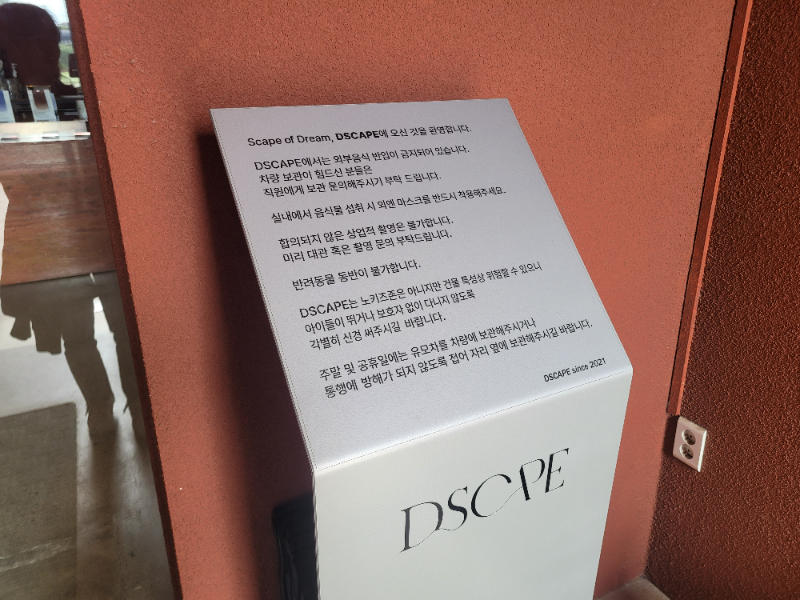 Scape of Dream, DSCAPE에 오신 것을 환영합니다.
DSCAPE에서는 외부음식 반입이 금지되어 있습니다.
차량 보관이 힘드신 분들은
직원에게 보관 문의해주시기 부탁 드립니다.
실내에서 음식물 섭취 시 외엔 마스크를 반드시 착용해주세요.
합의되지 않은 상업적 촬영은 불가합니다.
미리 대관 혹은 촬영 문의 부탁드립니다.
반려동물 동반이 불가합니다.
DSCAPE는 노키즈존은 아니지만 건물 특성상 위험할 수 있으니
아이들이 뛰거나 보호자 없이 다니지 않도록
각별히 신경 써주시길 바랍니다.
주말 및 공휴일에는 유모차를 차량에 보관해주시거나
통행에 방해가 되지 않도록 접어 자리 옆에 보관해주시길 바랍니다.
DSCAPE since 2021
DSCAPE